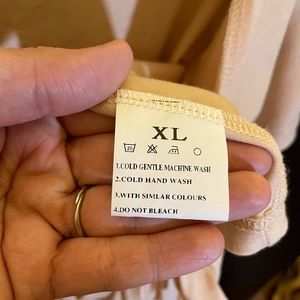 XL
1.COLD GENTLE MACHINE WASH
2.COLD HAND WASH
3.WITH SIMLAR COLOURS
4.DO NOT BLEACH